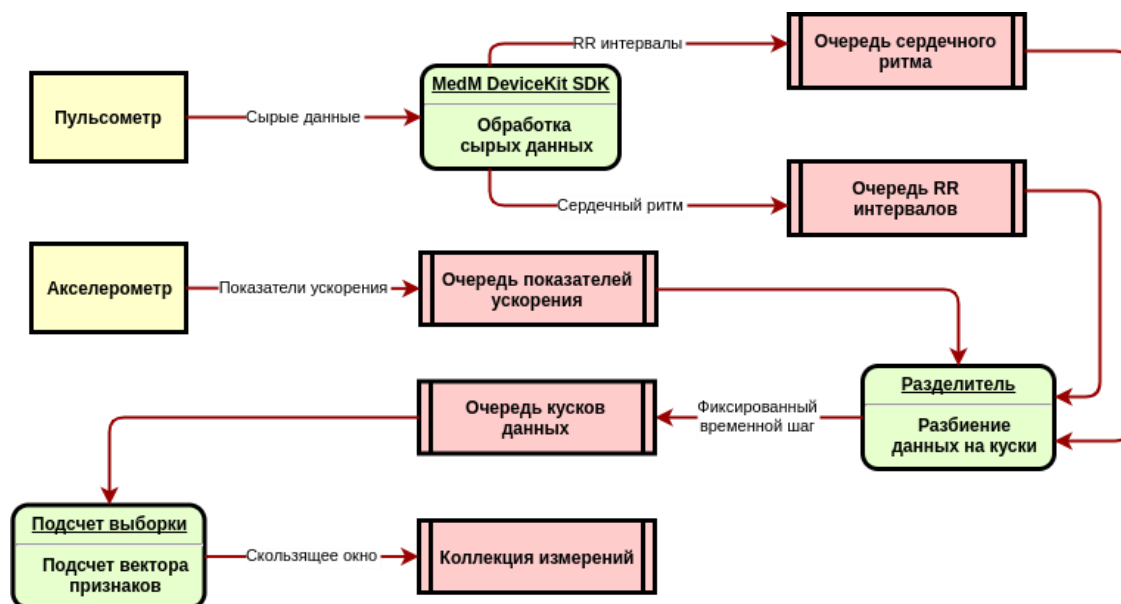 RR интервалы
Очередь сердечного
ритма
MedM DeviceKit SDK
Пульсометр
Сырые данные
Обработка
сырых данных
Очередь RR
интервалов
Сердечный ритм
Акселерометр
Показатели ускорения
Очередь показателей
ускорения
Разделитель
Разбиение
данных на куски
Фиксированный
временной шаг
Очередь кусков
данных
Подсчет выборки
Подсчет вектора
признаков
Скользящее окно
Коллекция измерений